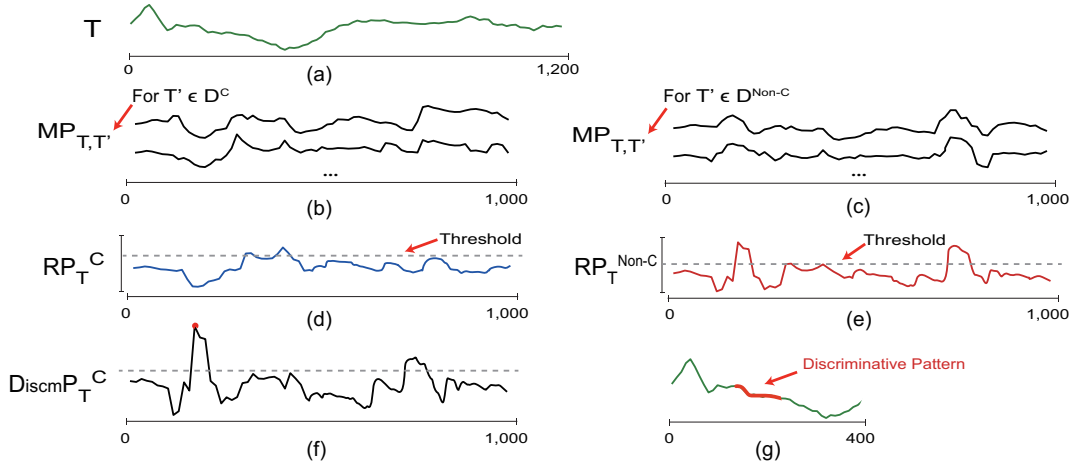 T
0
1,200
(a)
For T' ϵ D^C
MP_T,T'
...
0
1,000
(b)
For T' ϵ D^Non-C
MP_T,T'
...
0
1,000
(c)
Threshold
RP_T^C
0
1,000
(d)
Threshold
RP_T^Non-C
0
1,000
(e)
DiscmP_T^C
0
1,000
(f)
Discriminative Pattern
0
400
(g)